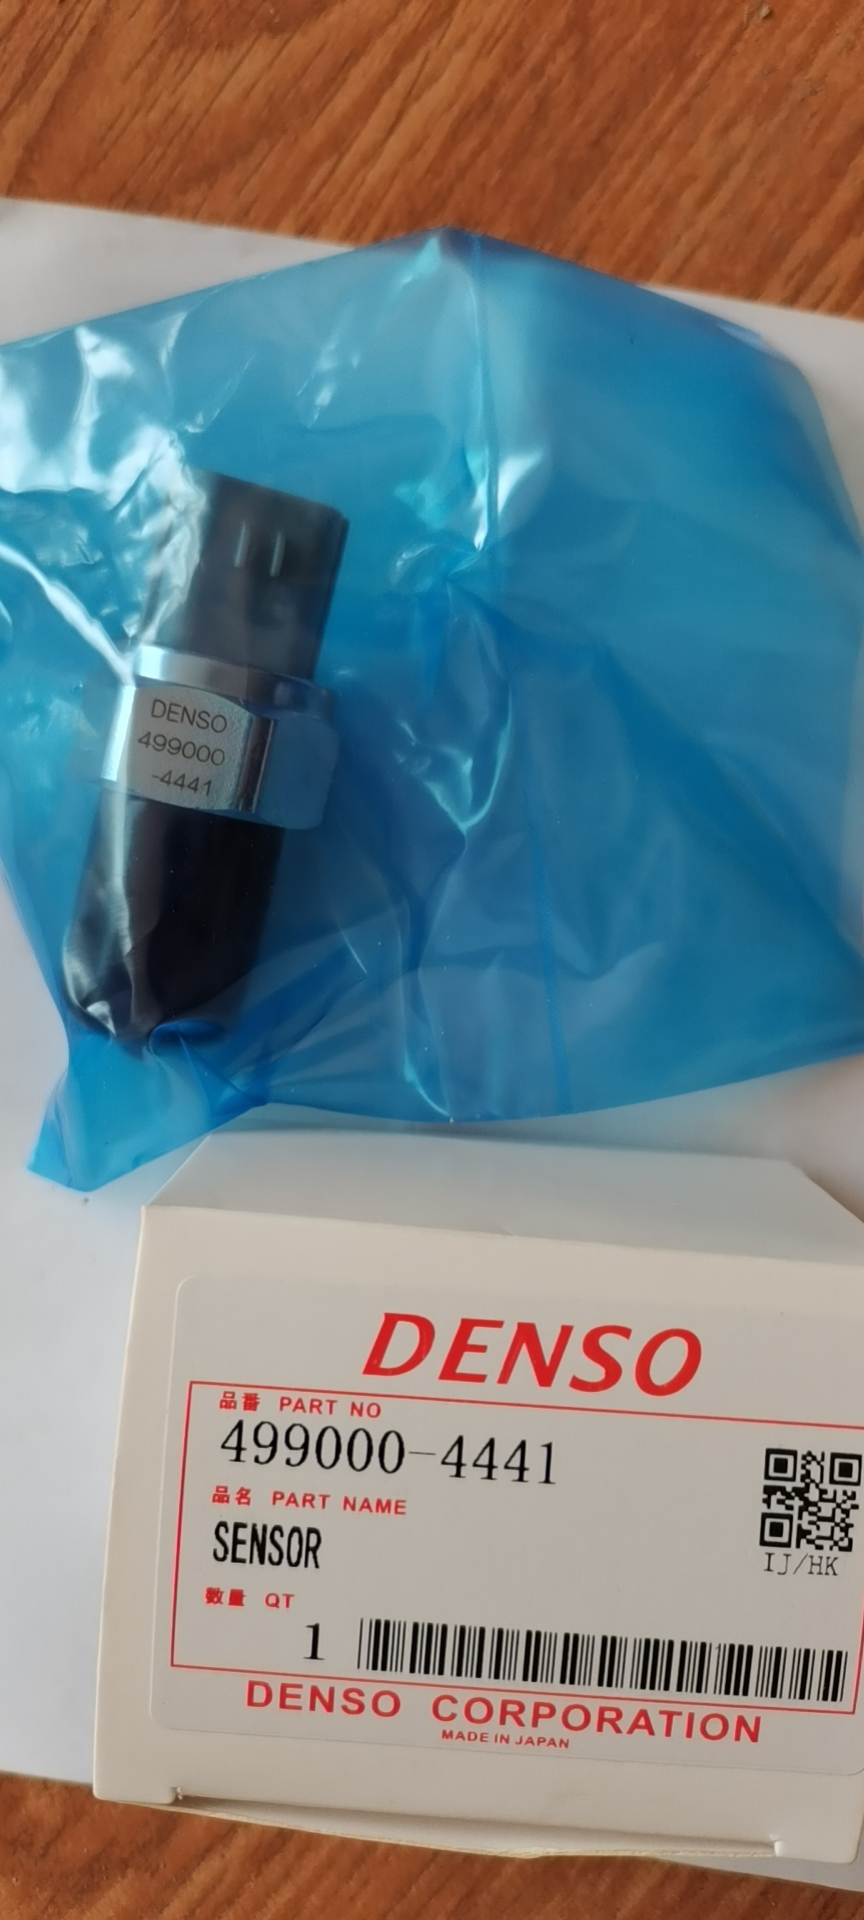 DENSO
499000
-4441
DENSO
品番 PART NO
499000-4441
品名 PART NAME
SENSOR
IJ/HK
数量 QT
1
DENSO CORPORATION
MADE IN JAPAN